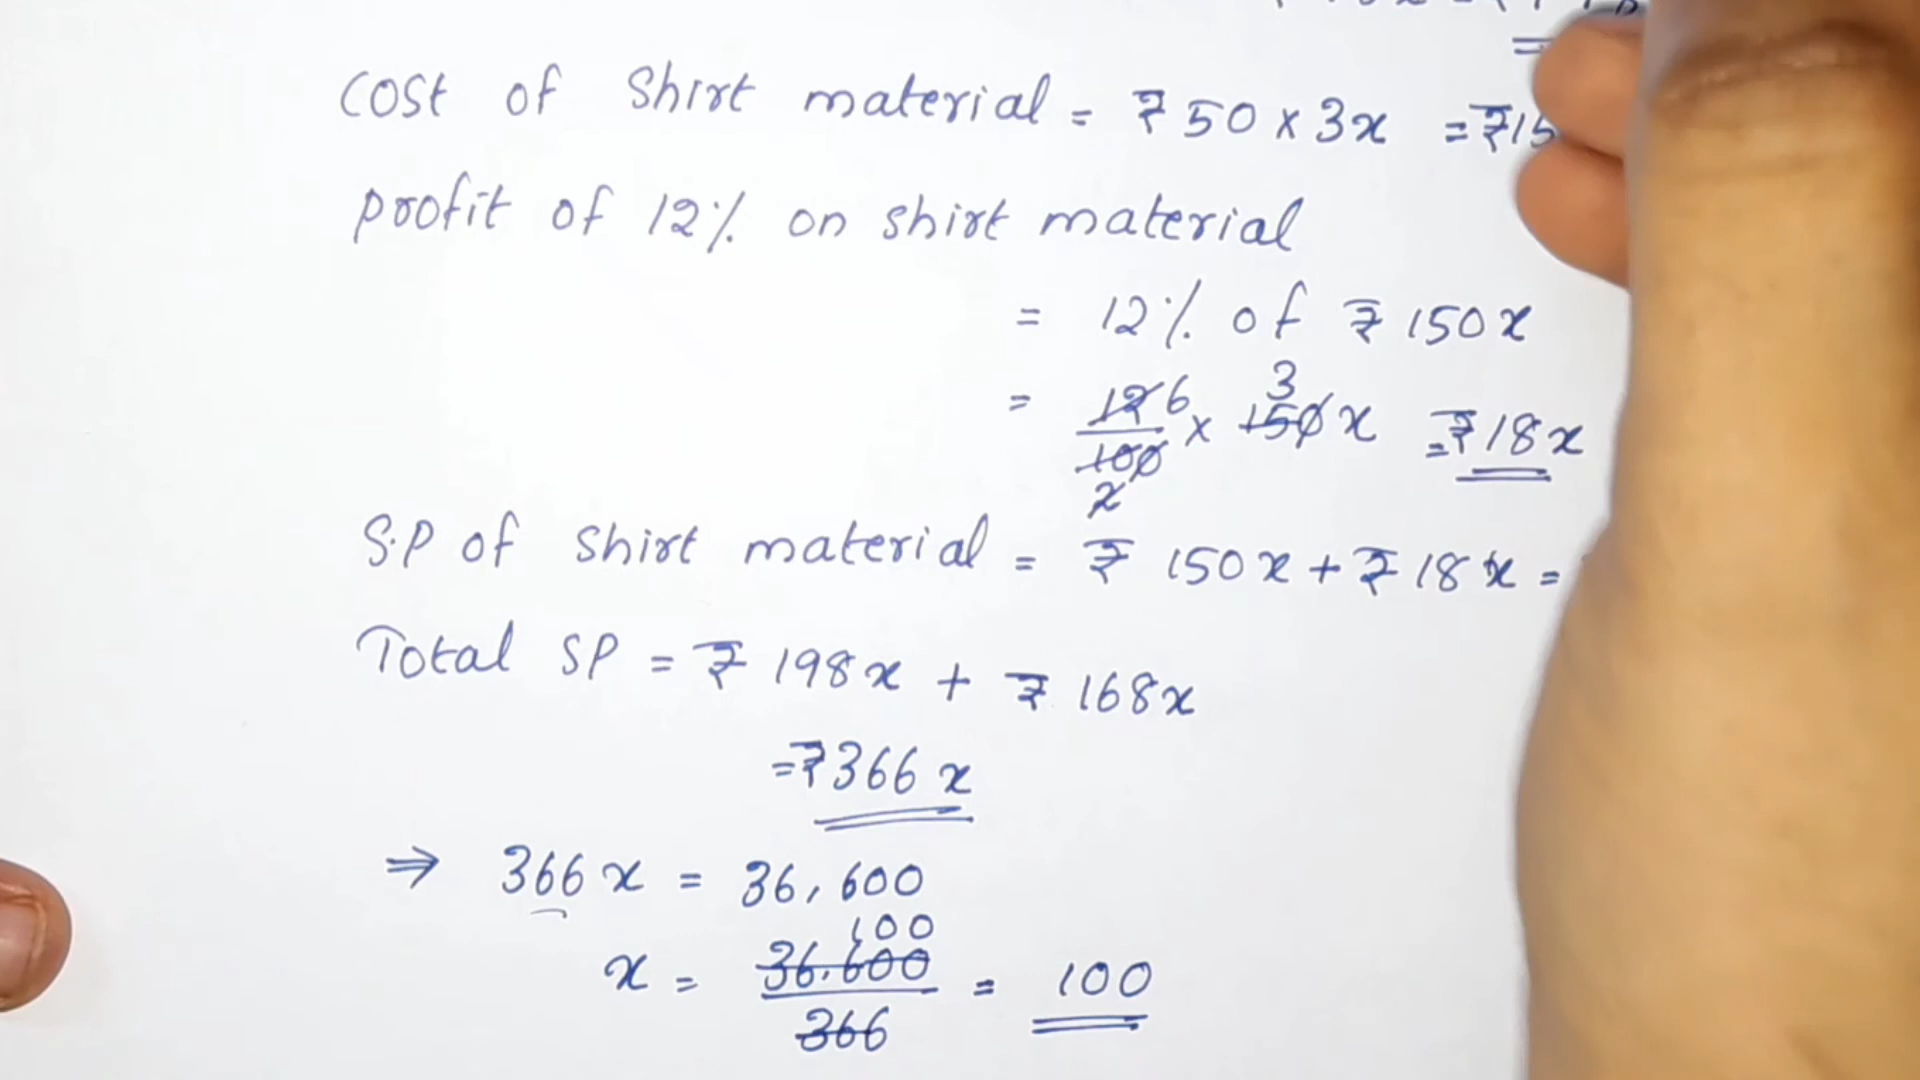 Cost of Shirt material = ₹ 50 x 3x = ₹15
profit of 12% on shirt material
= 12% of ₹ 150x
= 12 6 / 100 2 x 150 3 x = ₹18x
S.P of shirt material = ₹ 150x + ₹ 18x =
Total SP = ₹ 198x + ₹ 168x
= ₹366x
⇒ 366x = 36,600
100
x = 36,600 / 366 = 100